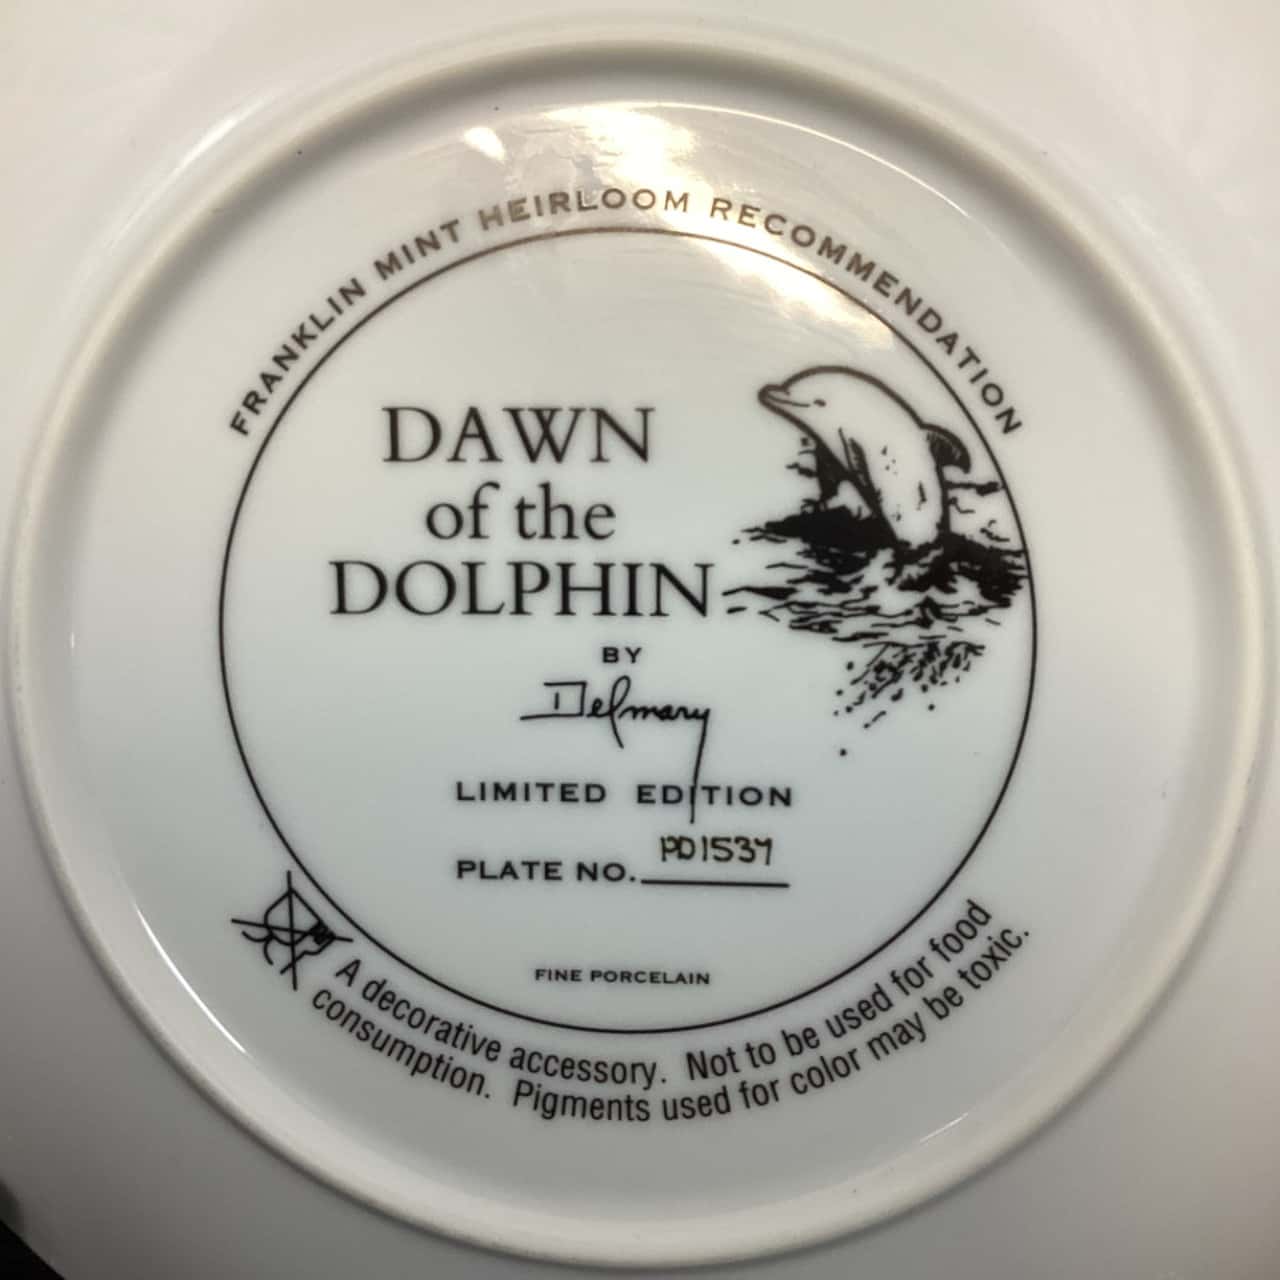 FRANKLIN MINT HEIRLOOM RECOMMENDATION
DAWN
of the
DOLPHIN
BY
Delmary
LIMITED EDITION
PLATE NO. PD1537
FINE PORCELAIN
A decorative accessory. Not to be used for food
consumption. Pigments used for color may be toxic.